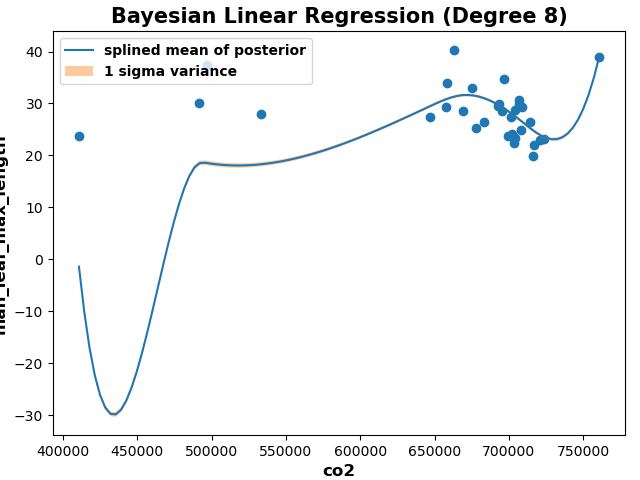 Bayesian Linear Regression (Degree 8)
splined mean of posterior
1 sigma variance
40
30
20
10
0
−10
−20
−30
400000 450000 500000 550000 600000 650000 700000 750000
co2